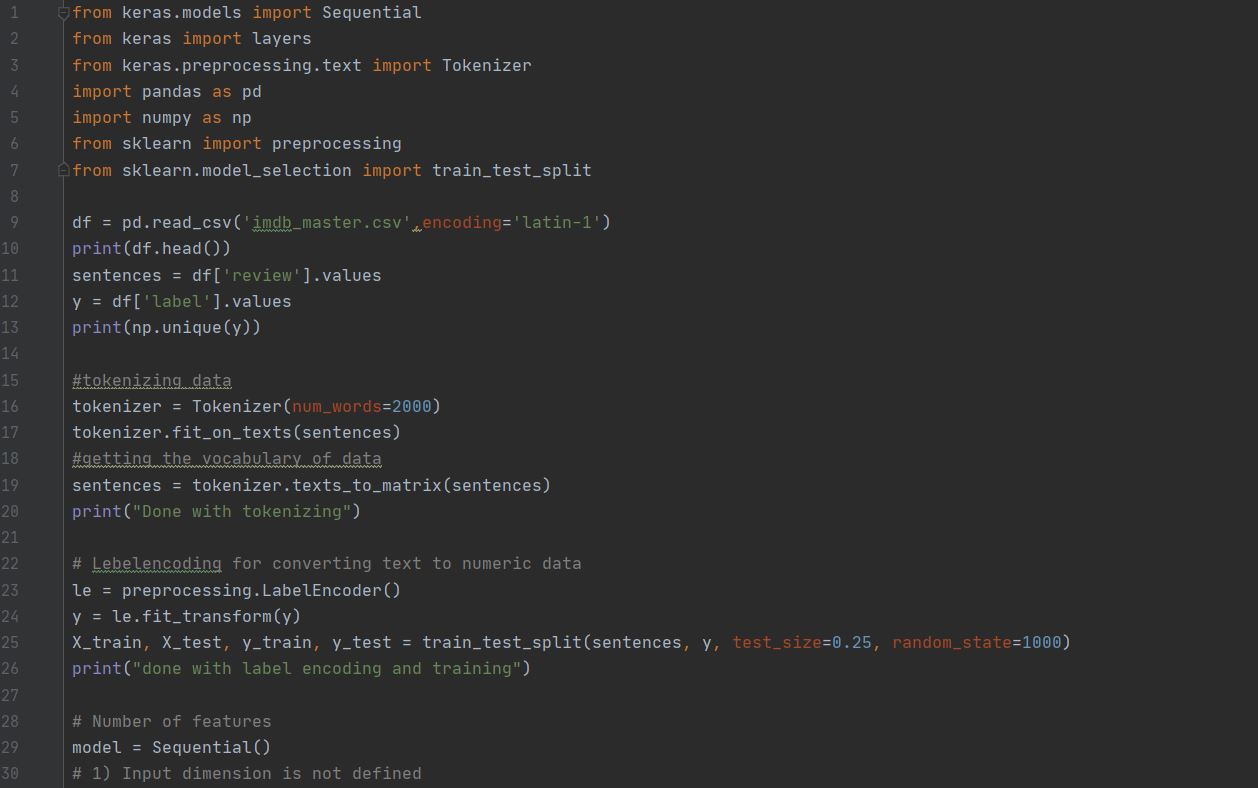 1 from keras.models import Sequential
2 from keras import layers
3 from keras.preprocessing.text import Tokenizer
4 import pandas as pd
5 import numpy as np
6 from sklearn import preprocessing
7 from sklearn.model_selection import train_test_split
8
9 df = pd.read_csv('imdb_master.csv',encoding='latin-1')
10 print(df.head())
11 sentences = df['review'].values
12 y = df['label'].values
13 print(np.unique(y))
14
15 #tokenizing data
16 tokenizer = Tokenizer(num_words=2000)
17 tokenizer.fit_on_texts(sentences)
18 #getting the vocabulary of data
19 sentences = tokenizer.texts_to_matrix(sentences)
20 print("Done with tokenizing")
21
22 # Lebelencoding for converting text to numeric data
23 le = preprocessing.LabelEncoder()
24 y = le.fit_transform(y)
25 X_train, X_test, y_train, y_test = train_test_split(sentences, y, test_size=0.25, random_state=1000)
26 print("done with label encoding and training")
27
28 # Number of features
29 model = Sequential()
30 # 1) Input dimension is not defined